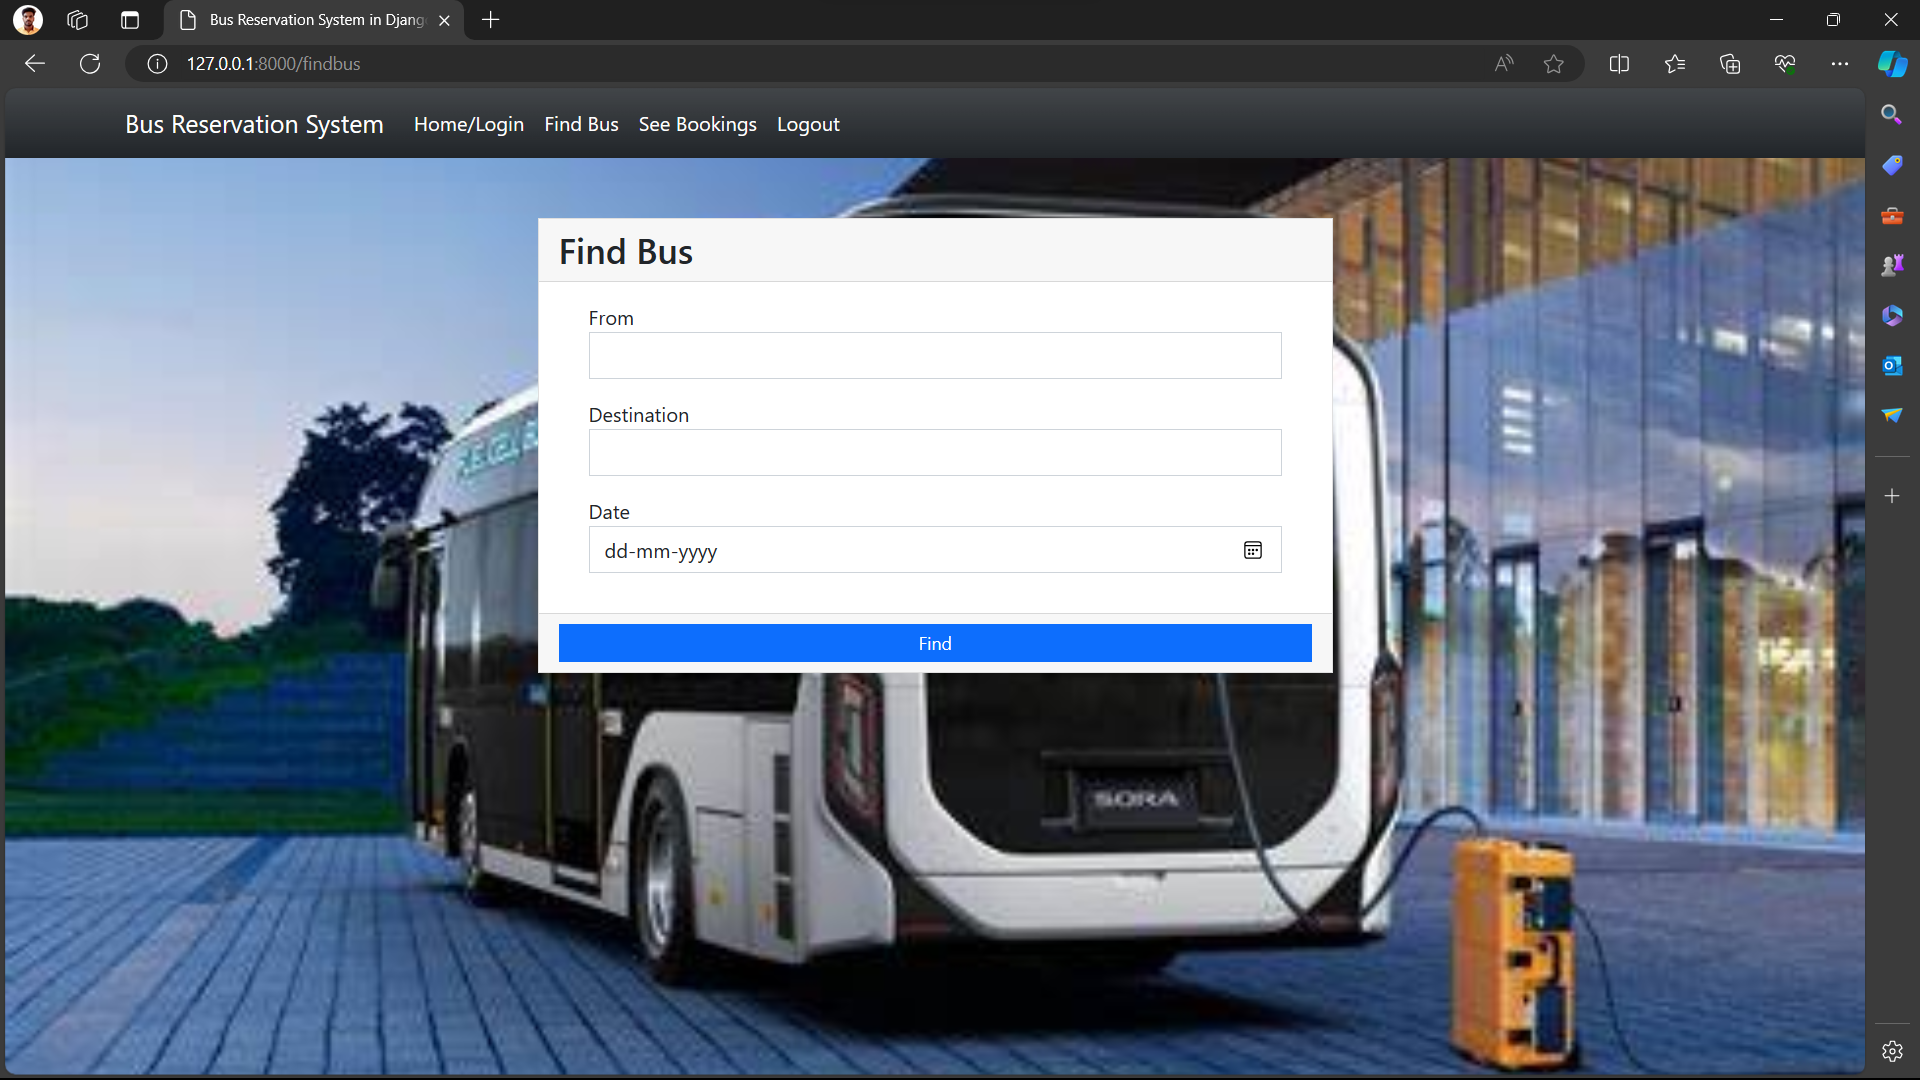 Bus Reservation System in Djang
127.0.0.1:8000/findbus
Bus Reservation System Home/Login Find Bus See Bookings Logout
Find Bus
From
Destination
Date
dd-mm-yyyy
Find
SORA